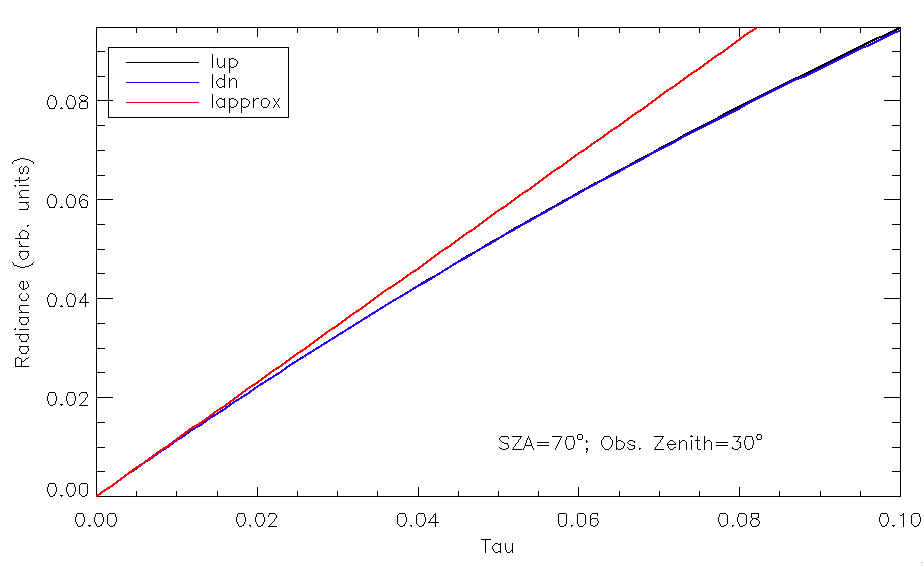 Iup
Idn
Iapprox
0.08
0.06
0.04
0.02
0.00
Radiance (arb. units)
SZA=70°; Obs. Zenith=30°
0.00 0.02 0.04 0.06 0.08 0.10
Tau